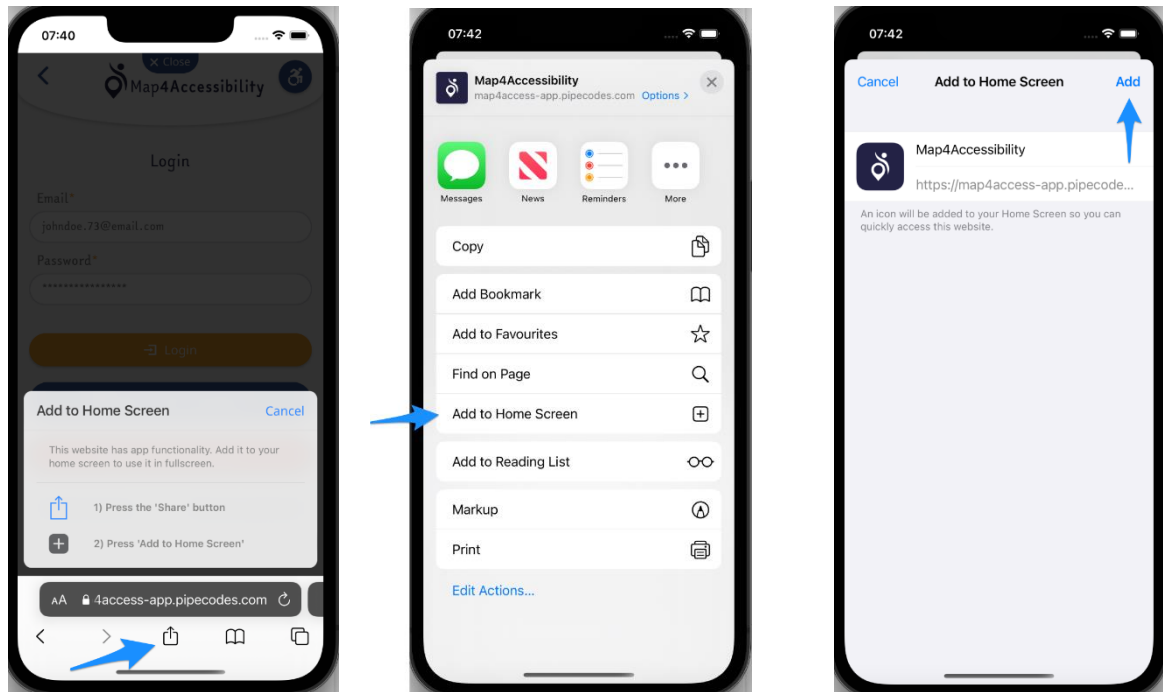 07:40
× Close
Map4Accessibility
Login
Email*
johndoe.73@email.com
Password*
****************
Login
Add to Home Screen
Cancel
This website has app functionality. Add it to your
home screen to use it in fullscreen.
1) Press the 'Share' button
2) Press 'Add to Home Screen'
AA 4access-app.pipecodes.com
07:42
Map4Accessibility
map4access-app.pipecodes.com Options >
Messages
News
Reminders
More
Copy
Add Bookmark
Add to Favourites
Find on Page
Add to Home Screen
Add to Reading List
Markup
Print
Edit Actions...
07:42
Cancel
Add to Home Screen
Add
Map4Accessibility
https://map4access-app.pipecode...
An icon will be added to your Home Screen so you can
quickly access this website.